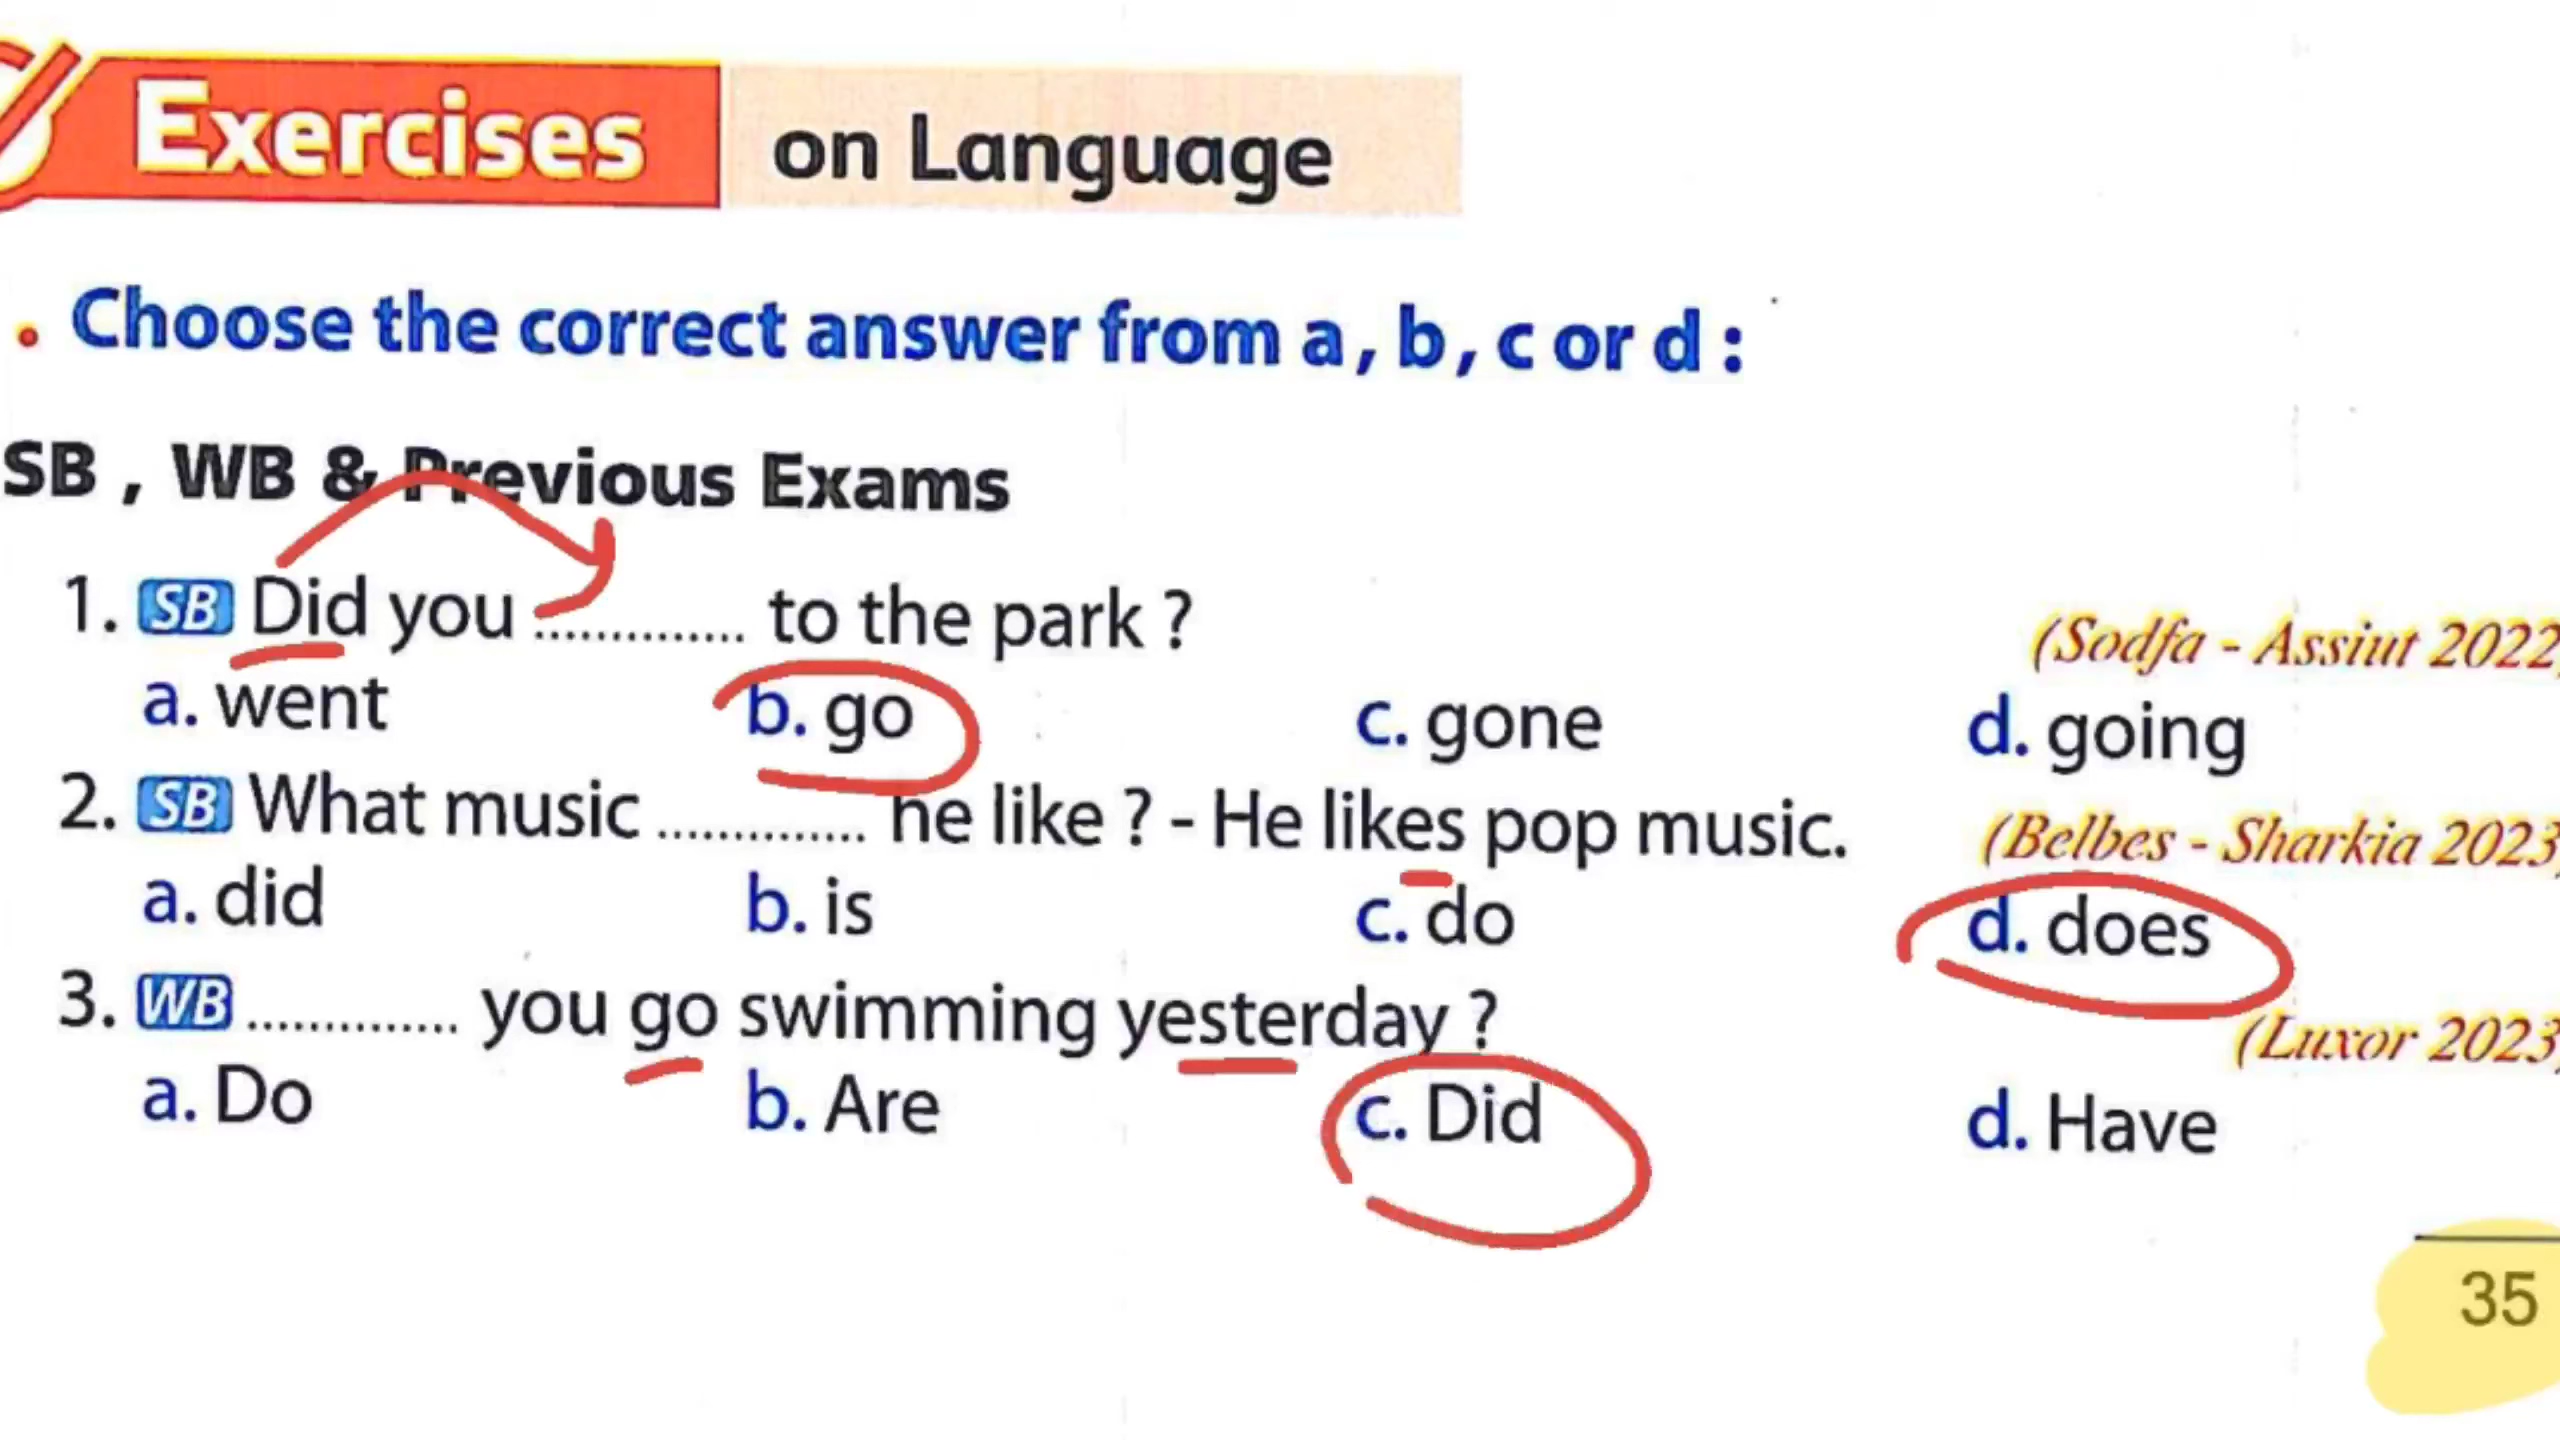 Exercises on Language
. Choose the correct answer from a, b, c or d :
SB , WB & Previous Exams
1. SB Did you .............. to the park ?
(Sodfa - Assiut 2022)
a. went b. go c. gone d. going
2. SB What music .............. he like ? - He likes pop music.
(Belbes - Sharkia 2023)
a. did b. is c. do d. does
3. WB .............. you go swimming yesterday ?
(Luxor 2023)
a. Do b. Are c. Did d. Have
35